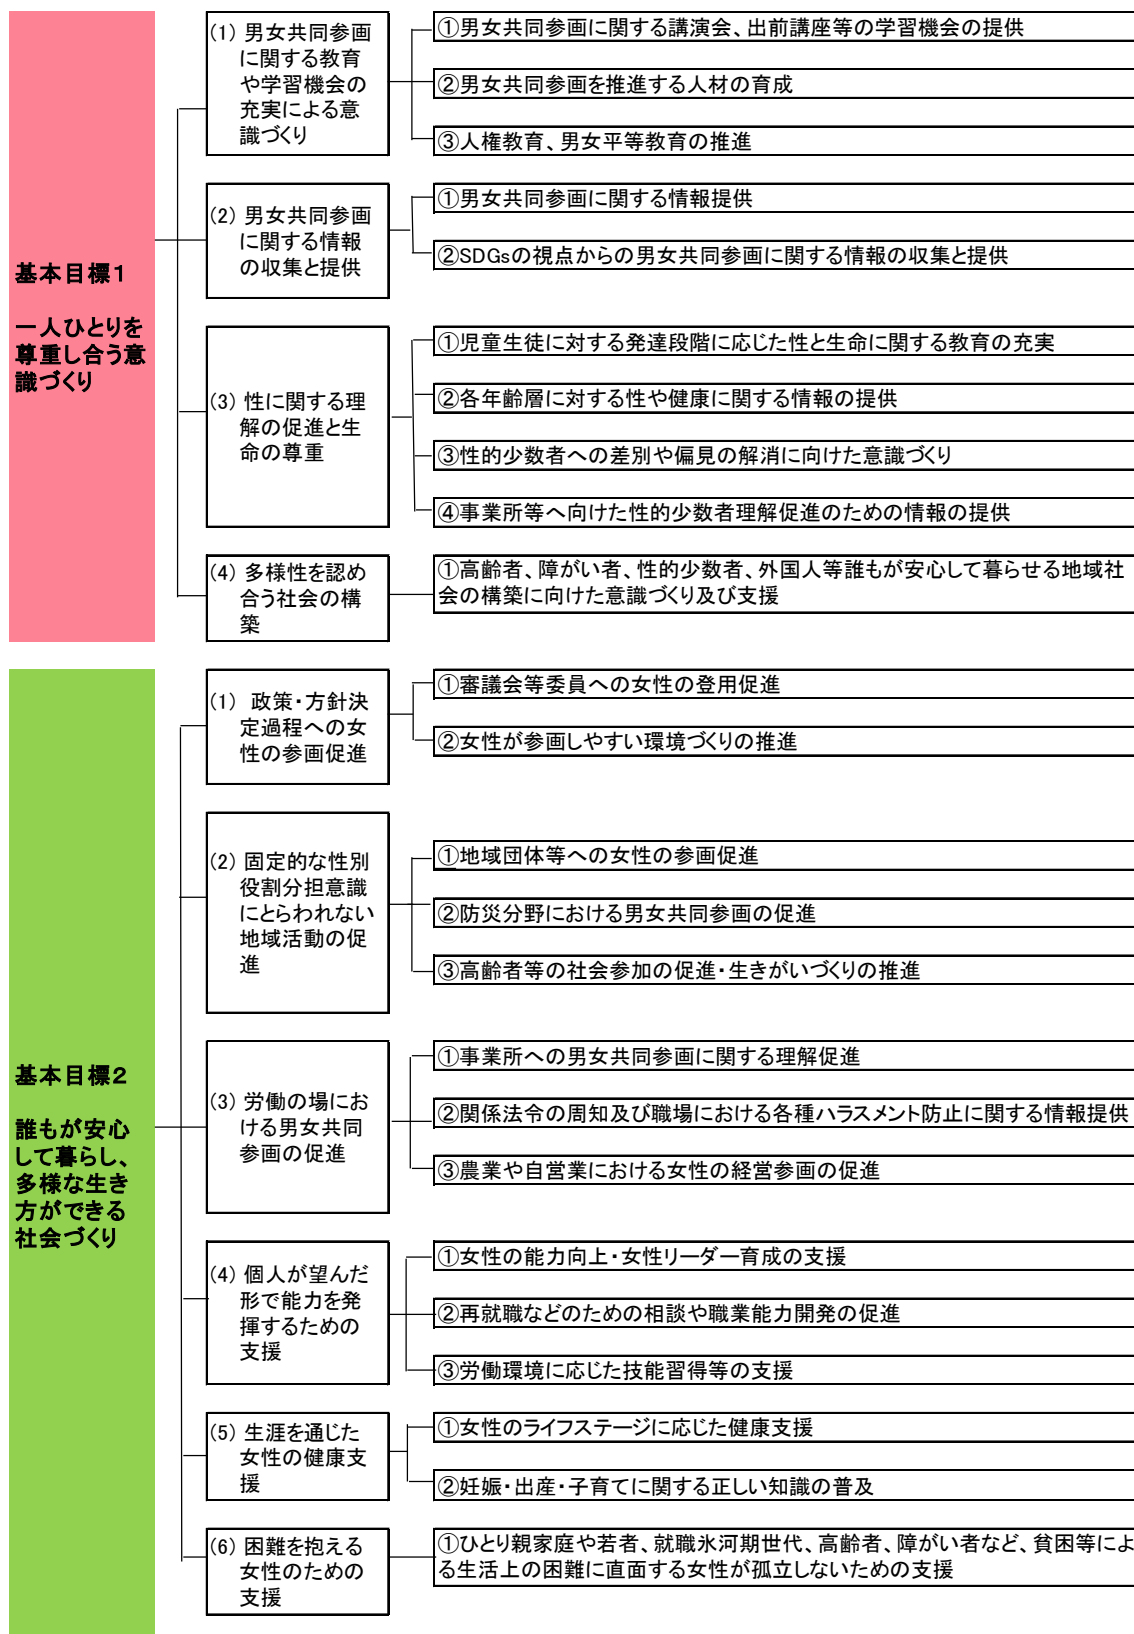 基本目標1
一人ひとりを
尊重し合う意
識づくり
(1) 男女共同参画
に関する教育
や学習機会の
充実による意
識づくり
①男女共同参画に関する講演会、出前講座等の学習機会の提供
②男女共同参画を推進する人材の育成
③人権教育、男女平等教育の推進
(2) 男女共同参画
に関する情報
の収集と提供
①男女共同参画に関する情報提供
②SDGsの視点からの男女共同参画に関する情報の収集と提供
(3) 性に関する理
解の促進と生
命の尊重
①児童生徒に対する発達段階に応じた性と生命に関する教育の充実
②各年齢層に対する性や健康に関する情報の提供
③性的少数者への差別や偏見の解消に向けた意識づくり
④事業所等へ向けた性的少数者理解促進のための情報の提供
(4) 多様性を認め
合う社会の構
築
①高齢者、障がい者、性的少数者、外国人等誰もが安心して暮らせる地域社
会の構築に向けた意識づくり及び支援
基本目標2
誰もが安心
して暮らし、
多様な生き
方ができる
社会づくり
(1) 政策・方針決
定過程への女
性の参画促進
①審議会等委員への女性の登用促進
②女性が参画しやすい環境づくりの推進
(2) 固定的な性別
役割分担意識
にとらわれない
地域活動の促
進
①地域団体等への女性の参画促進
②防災分野における男女共同参画の促進
③高齢者等の社会参加の促進・生きがいづくりの推進
(3) 労働の場にお
ける男女共同
参画の促進
①事業所への男女共同参画に関する理解促進
②関係法令の周知及び職場における各種ハラスメント防止に関する情報提供
③農業や自営業における女性の経営参画の促進
(4) 個人が望んだ
形で能力を発
揮するための
支援
①女性の能力向上・女性リーダー育成の支援
②再就職などのための相談や職業能力開発の促進
③労働環境に応じた技能習得等の支援
(5) 生涯を通じた
女性の健康支
援
①女性のライフステージに応じた健康支援
②妊娠・出産・子育てに関する正しい知識の普及
(6) 困難を抱える
女性のための
支援
①ひとり親家庭や若者、就職氷河期世代、高齢者、障がい者など、貧困等によ
る生活上の困難に直面する女性が孤立しないための支援